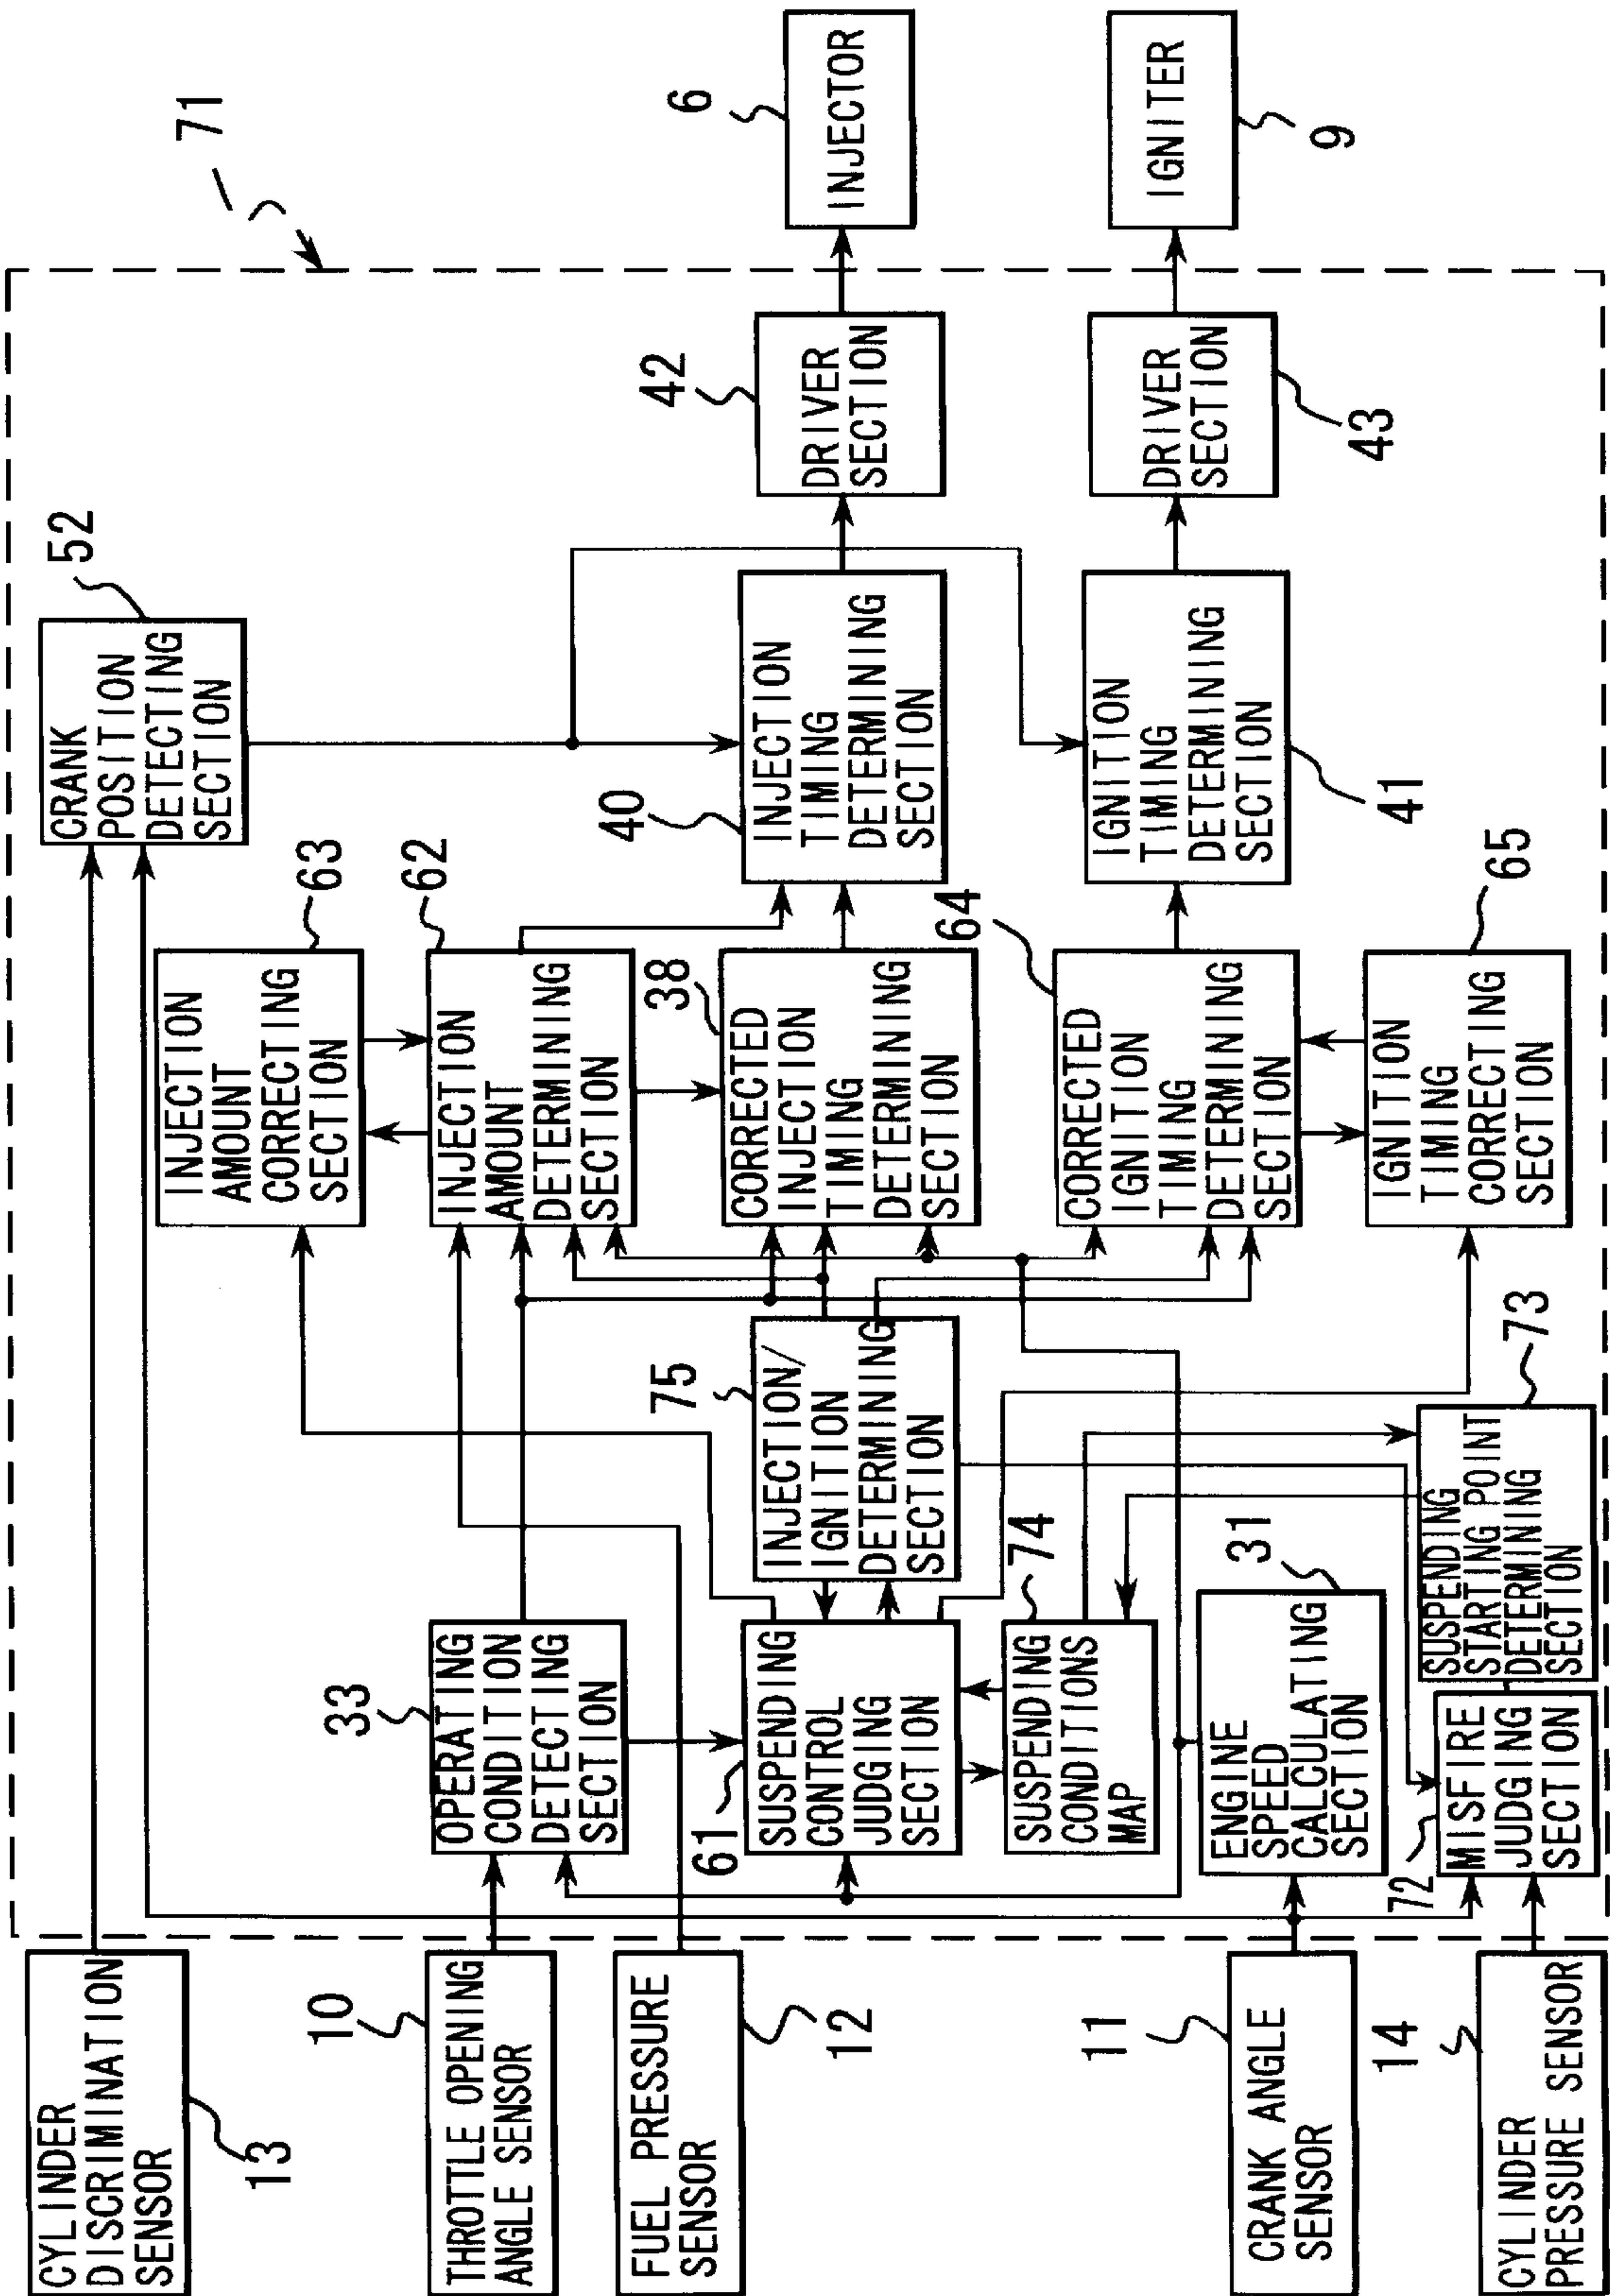 71
CYLINDER
DISCRIMINATION
SENSOR
13
THROTTLE OPENING
ANGLE SENSOR
10
FUEL PRESSURE
SENSOR
12
CRANK ANGLE
SENSOR
11
CYLINDER
PRESSURE SENSOR
14
OPERATING
CONDITION
DETECTING
SECTION
33
SUSPENDING
CONTROL
JUDGING
SECTION
61
SUSPENDING
CONDITIONS
MAP
74
ENGINE
SPEED
CALCULATING
SECTION
31
MISFIRE
JUDGING
SECTION
72
SUSPENDING
STARTING POINT
DETERMINING
SECTION
73
INJECTION/
IGNITION
DETERMINING
SECTION
75
INJECTION
AMOUNT
CORRECTING
SECTION
63
INJECTION
AMOUNT
DETERMINING
SECTION
62
CORRECTED
INJECTION
TIMING
DETERMINING
SECTION
38
CORRECTED
IGNITION
TIMING
DETERMINING
SECTION
64
IGNITION
TIMING
CORRECTING
SECTION
65
CRANK
POSITION
DETECTING
SECTION
52
INJECTION
TIMING
DETERMINING
SECTION
40
IGNITION
TIMING
DETERMINING
SECTION
41
DRIVER
SECTION
42
DRIVER
SECTION
43
INJECTOR
6
IGNITER
9